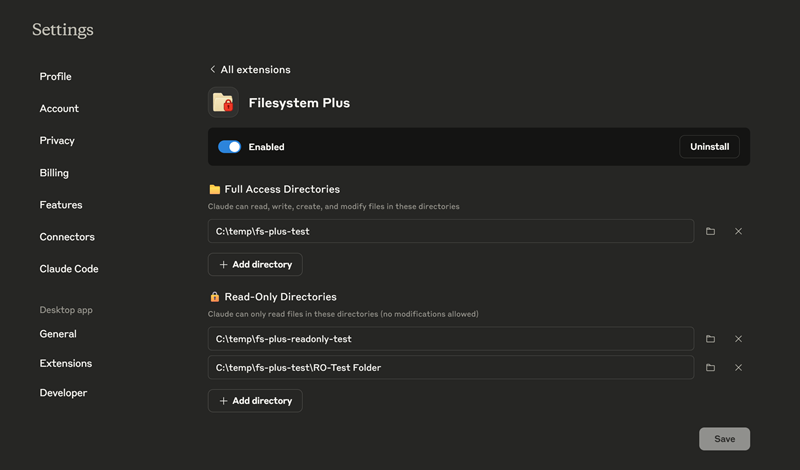 Settings
Profile
Account
Privacy
Billing
Features
Connectors
Claude Code
Desktop app
General
Extensions
Developer
All extensions
Filesystem Plus
Enabled
Uninstall
Full Access Directories
Claude can read, write, create, and modify files in these directories
C:\temp\fs-plus-test
+ Add directory
Read-Only Directories
Claude can only read files in these directories (no modifications allowed)
C:\temp\fs-plus-readonly-test
C:\temp\fs-plus-test\RO-Test Folder
+ Add directory
Save